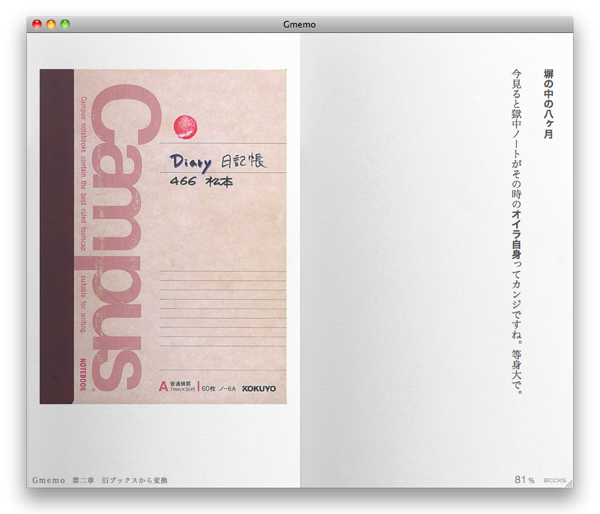 Gmemo
Campus
Campus notebooks contain the best ruled foolscap suitable for writing.
NOTEBOOK
Diary 日記帳
466 松本
A 普通横罫 7mm×30行 60枚 ノ-6A KOKUYO
塀の中の八ヶ月
今見ると獄中ノートがその時のオイラ自身ってカンジですね。等身大で。
Gmemo 第二章 旧ブックスから変換
81% BCCKS